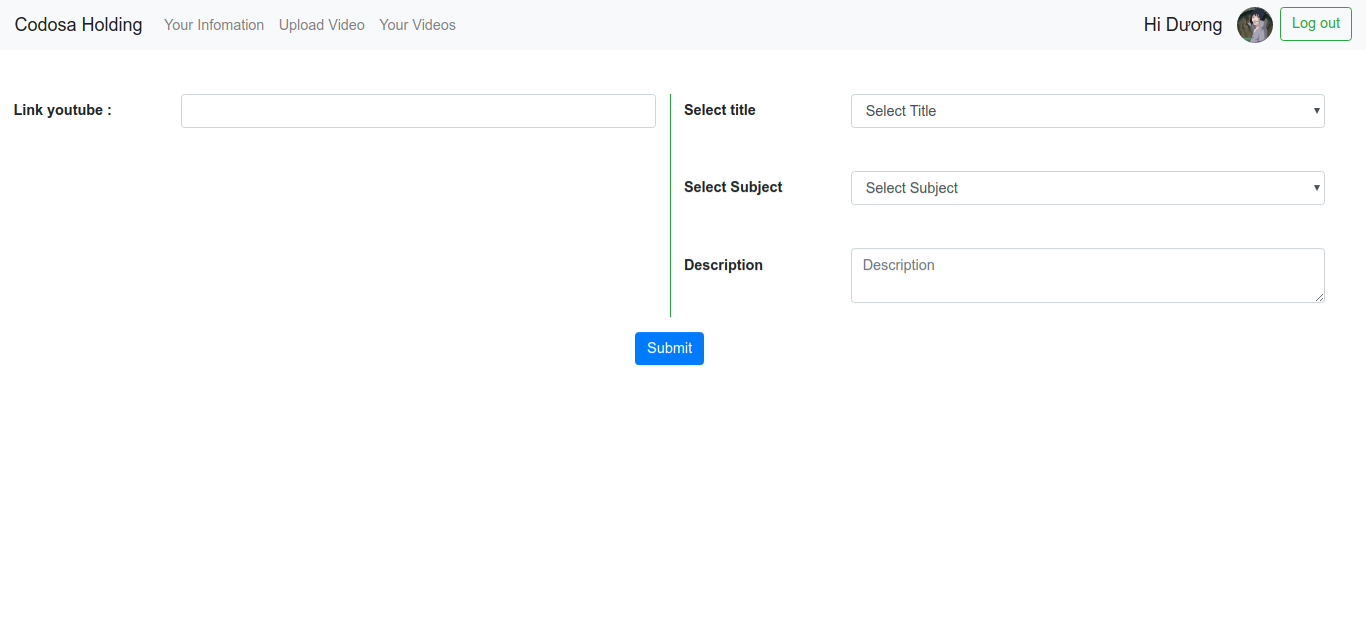 Codosa Holding Your Infomation Upload Video Your Videos Hi Dương Log out
Link youtube :
Select title Select Title
Select Subject Select Subject
Description Description
Submit